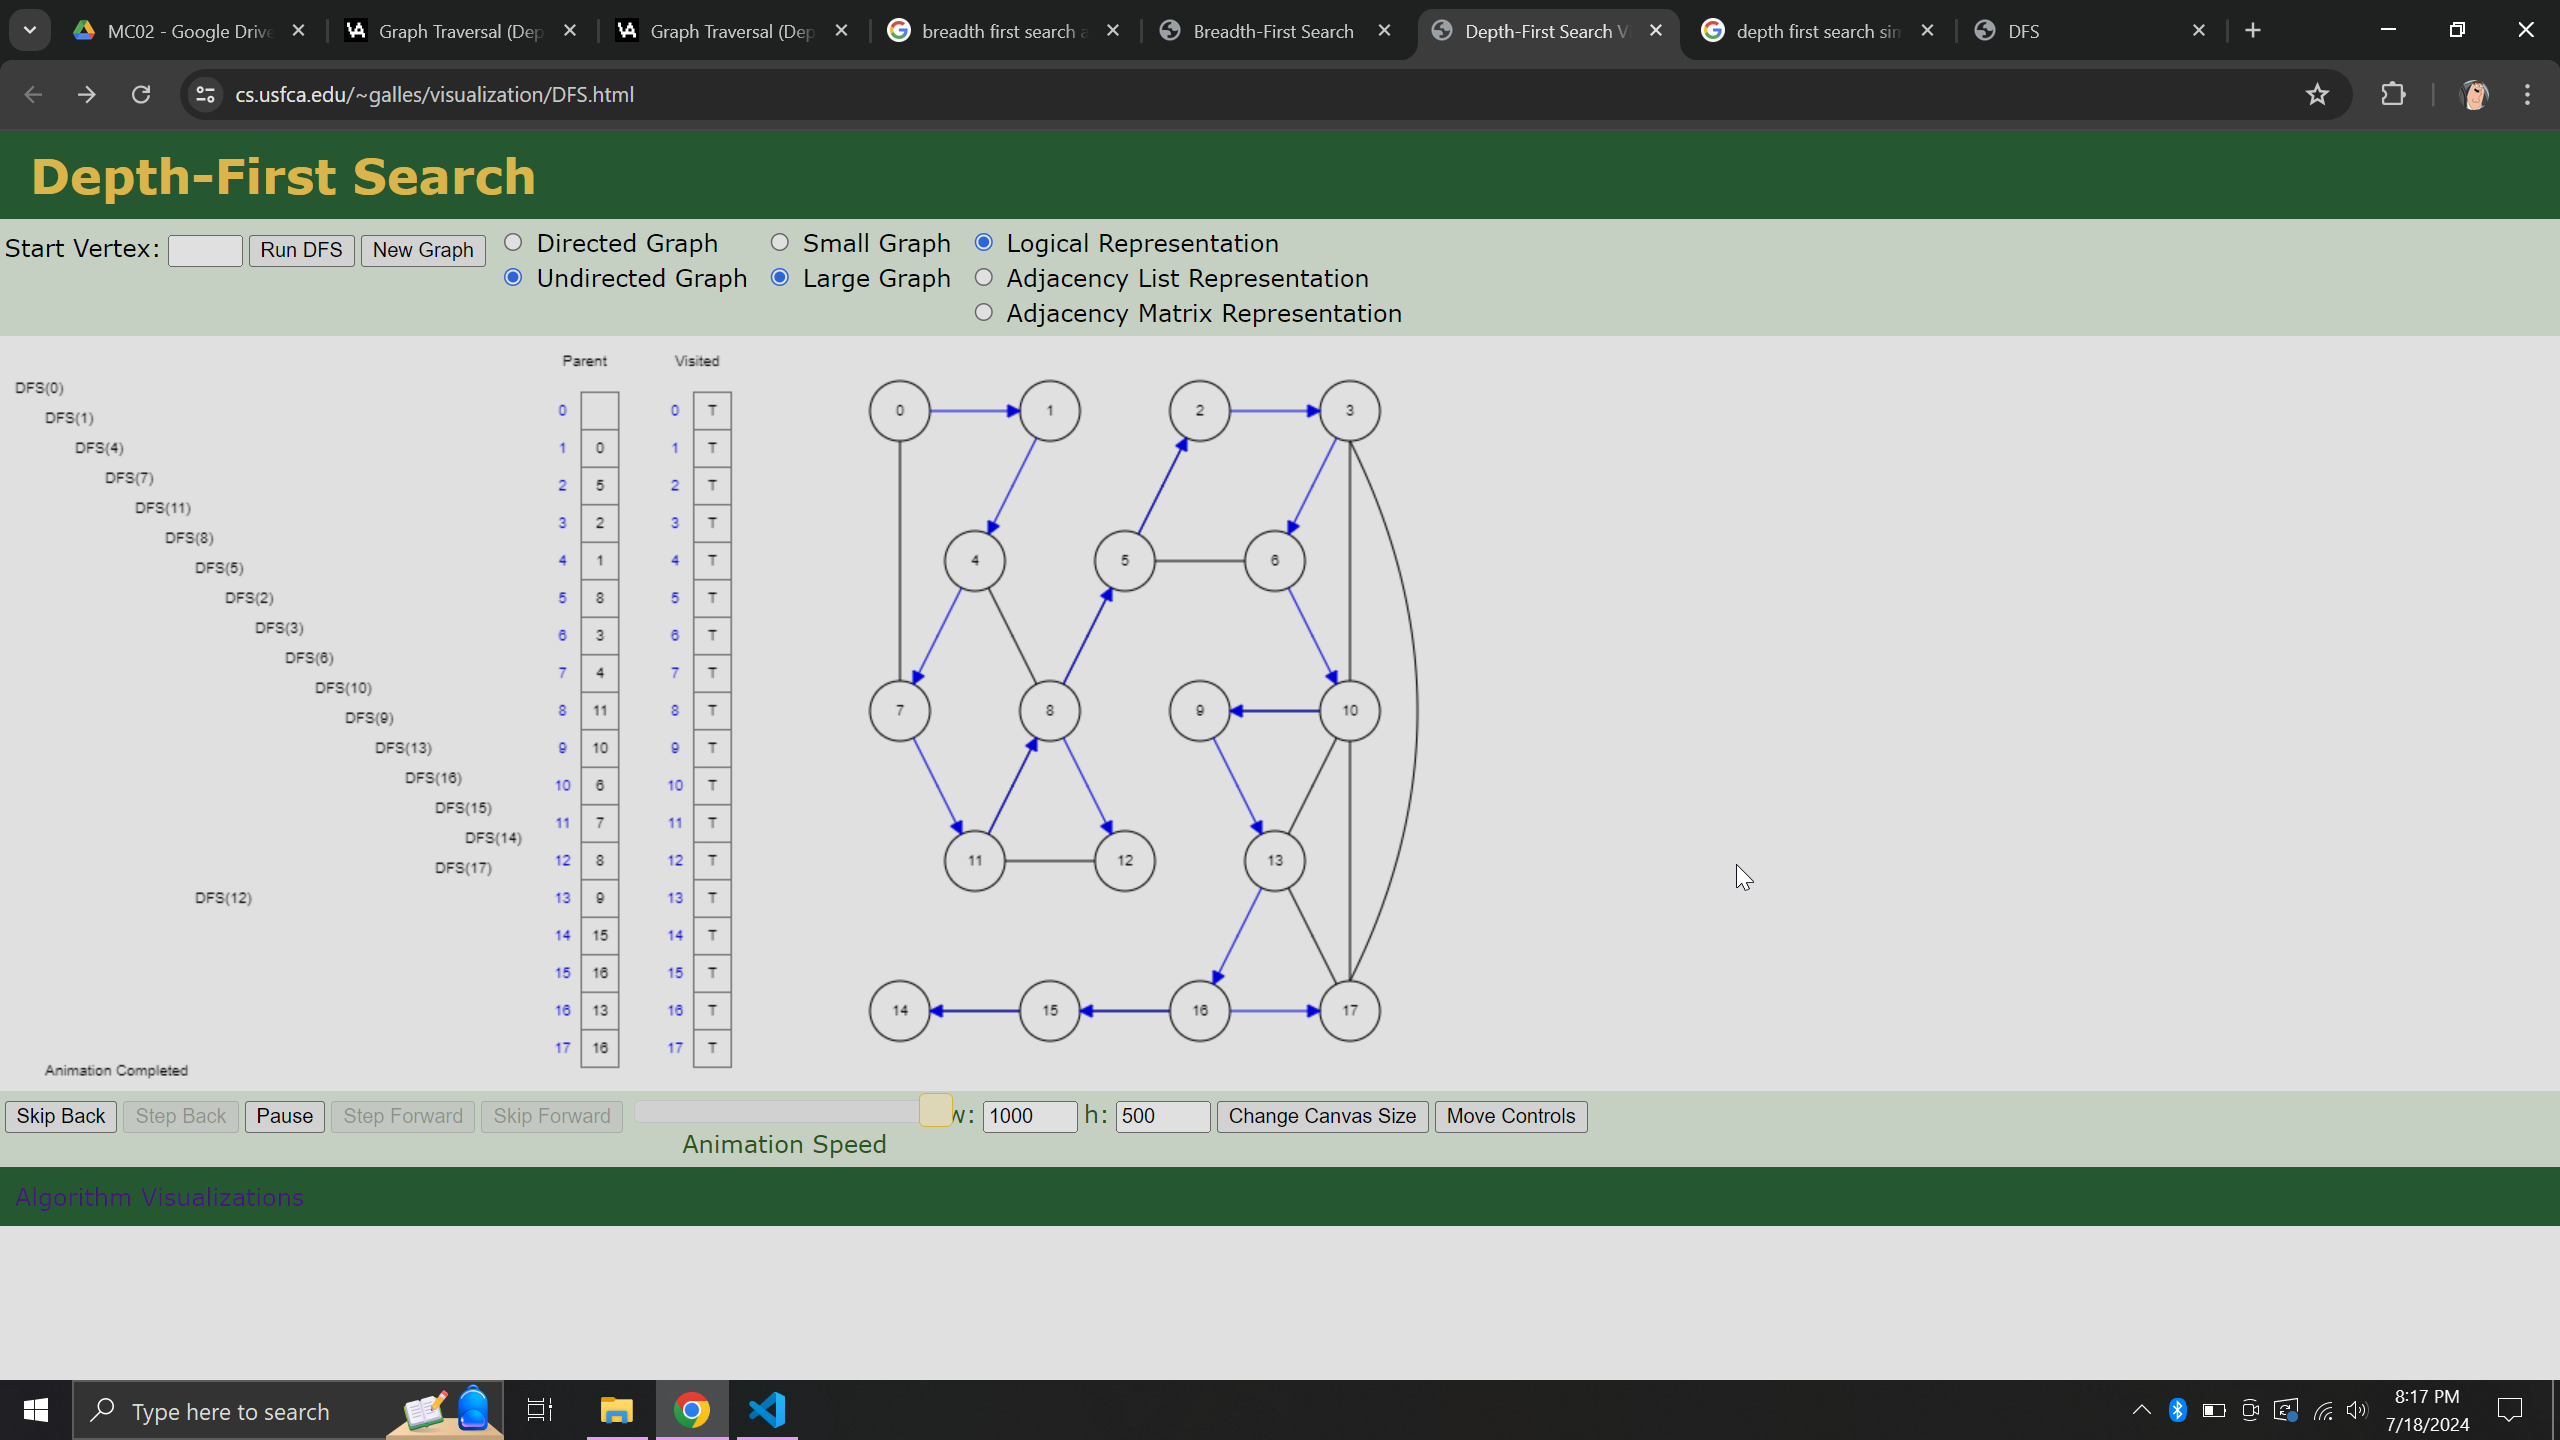 MC02 - Google Drive
Graph Traversal (Dep
Graph Traversal (Dep
breadth first search a
Breadth-First Search
Depth-First Search V
depth first search sim
DFS
cs.usfca.edu/~galles/visualization/DFS.html
Depth-First Search
Start Vertex: Run DFS New Graph
Directed Graph Small Graph Logical Representation
Undirected Graph Large Graph Adjacency List Representation
Adjacency Matrix Representation
DFS(0)
DFS(1)
DFS(4)
DFS(7)
DFS(11)
DFS(8)
DFS(5)
DFS(2)
DFS(3)
DFS(6)
DFS(10)
DFS(9)
DFS(13)
DFS(16)
DFS(15)
DFS(14)
DFS(17)
DFS(12)
Animation Completed
Parent Visited
0 0 T
1 0 1 T
2 5 2 T
3 2 3 T
4 1 4 T
5 8 5 T
6 3 6 T
7 4 7 T
8 11 8 T
9 10 9 T
10 6 10 T
11 7 11 T
12 8 12 T
13 9 13 T
14 15 14 T
15 16 15 T
16 13 16 T
17 16 17 T
0 1 2 3
4 5 6
7 8 9 10
11 12 13
14 15 16 17
Skip Back Step Back Pause Step Forward Skip Forward w: 1000 h: 500 Change Canvas Size Move Controls
Animation Speed
Algorithm Visualizations
Type here to search
8:17 PM
7/18/2024